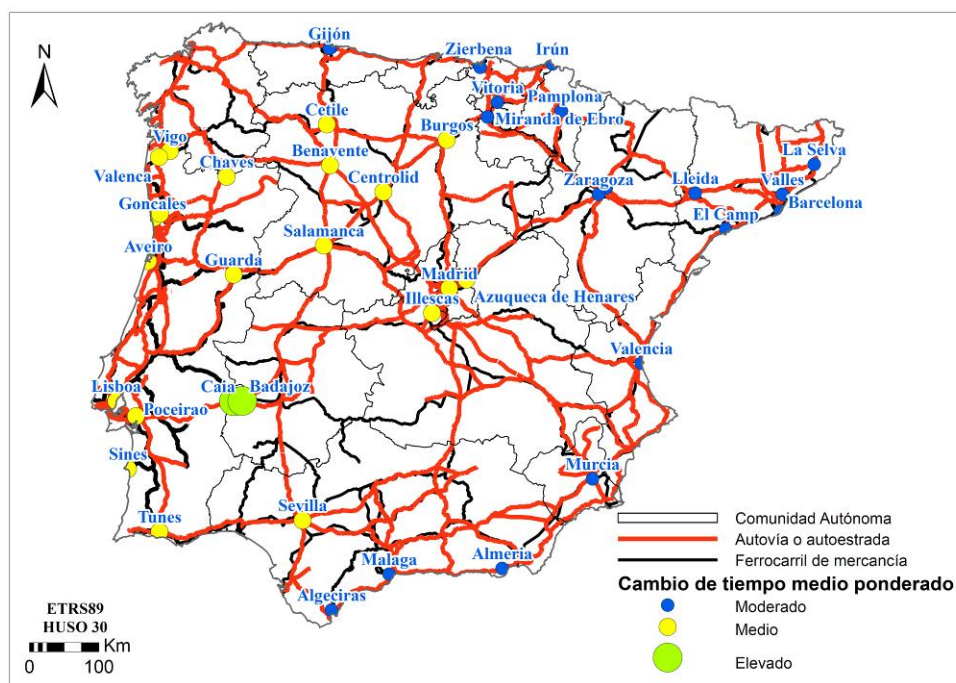 N
Gijón
Zierbena
Irún
Vitoria
Pamplona
Cetile
Burgos
Miranda de Ebro
Vigo
Chaves
Benavente
La Selva
Valenca
Centrolid
Zaragoza
Lleida
Valles
Goncales
Barcelona
El Camp
Aveiro
Salamanca
Guarda
Madrid
Illescas
Azuqueca de Henares
Valencia
Lisboa
Caia
Badajoz
Poceirao
Sines
Murcia
Tunes
Sevilla
Malaga
Almería
Algeciras
Comunidad Autónoma
Autovía o autoestrada
Ferrocarril de mercancía
Cambio de tiempo medio ponderado
Moderado
Medio
Elevado
ETRS89
HUSO 30
Km
0 100